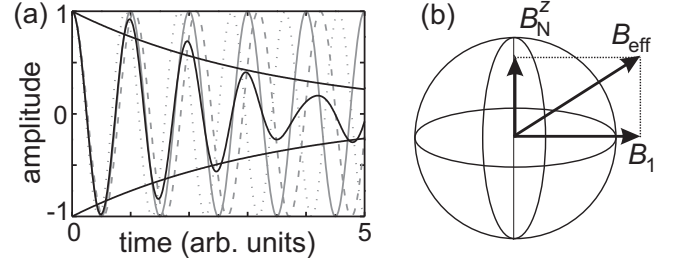 (a)
1
0
-1
amplitude
0
5
time (arb. units)
(b)
B_N^z
B_eff
B_1